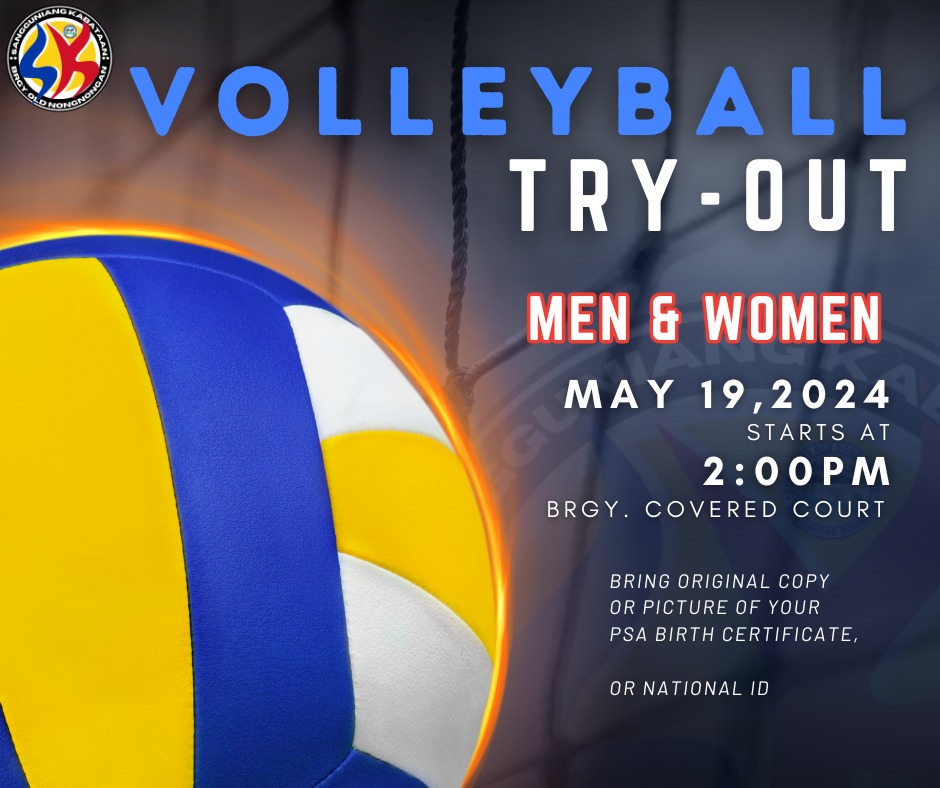 SANGGUNIANG KABATAAN
BRGY OLD NONGNONGAN
VOLLEYBALL
TRY-OUT
MEN & WOMEN
MAY 19,2024
STARTS AT
2:00PM
BRGY. COVERED COURT
BRING ORIGINAL COPY
OR PICTURE OF YOUR
PSA BIRTH CERTIFICATE,
OR NATIONAL ID